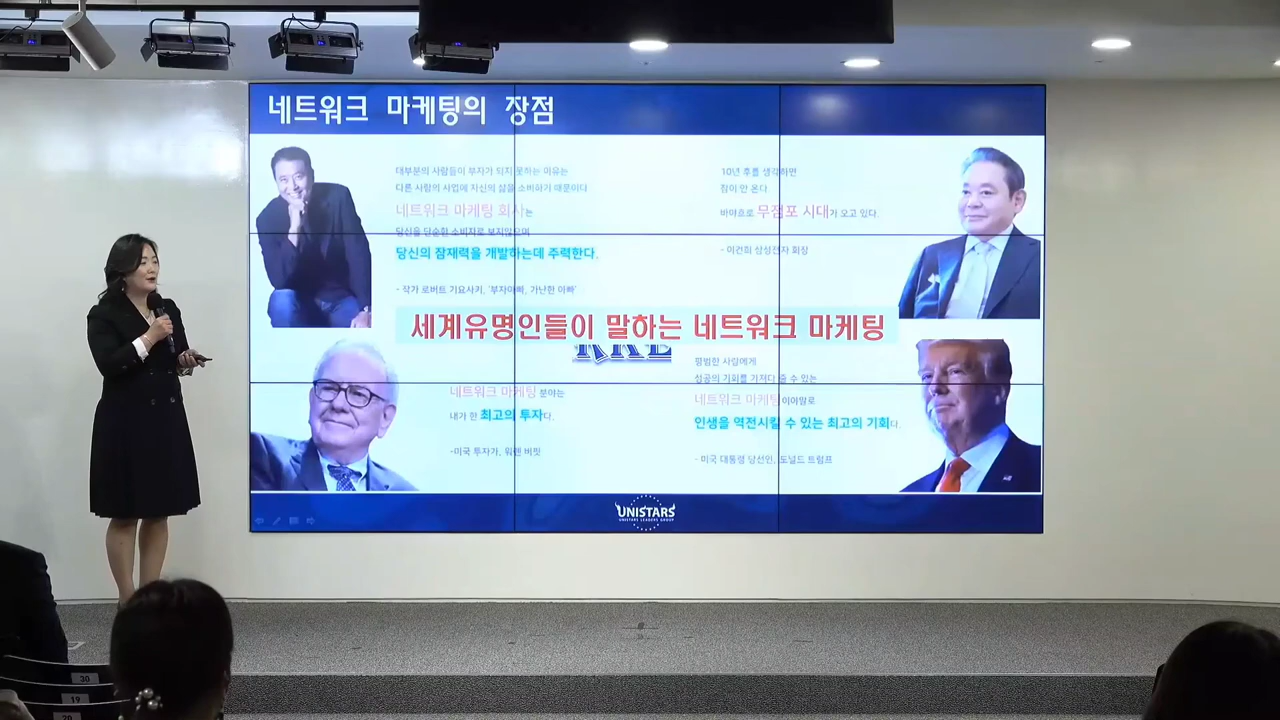 네트워크 마케팅의 장점
대부분의 사람들이 부자가 되지 못하는 이유는
다른 사람의 사업에 자신의 삶을 소비하기 때문이다
네트워크 마케팅 회사는
당신을 단순한 소비자로 보지않으며
당신의 잠재력을 개발하는데 주력한다.
- 작가 로버트 기요사키, '부자아빠, 가난한 아빠'
10년 후를 생각하면
잠이 안 온다
바야흐로 무점포 시대가 오고 있다.
- 이건희 삼성전자 회장
세계유명인들이 말하는 네트워크 마케팅
네트워크 마케팅 분야는
내가 한 최고의 투자다.
-미국 투자가, 워렌 버핏
평범한 사람에게
성공의 기회를 가져다 줄 수 있는
네트워크 마케팅이야말로
인생을 역전시킬 수 있는 최고의 기회다.
- 미국 대통령 당선인, 도널드 트럼프
UNISTARS
UNISTARS LEADERS GROUP
30
19
20